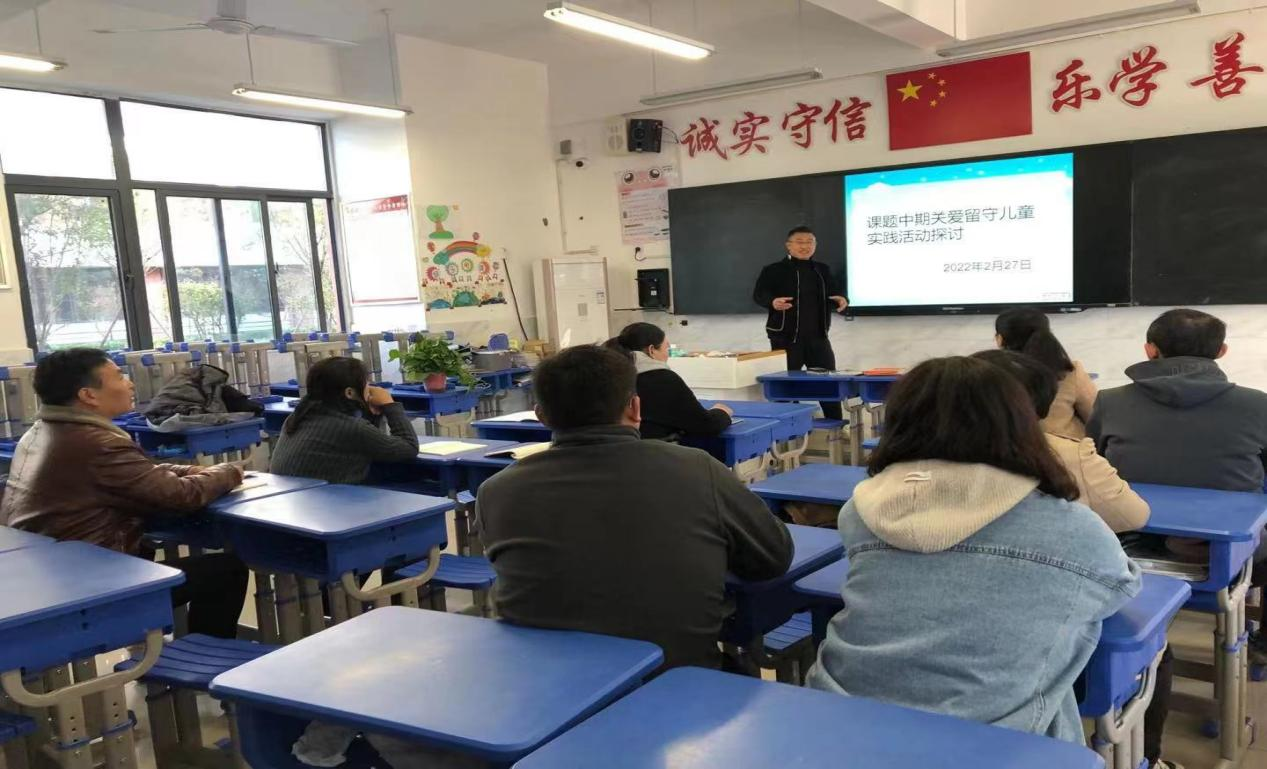 诚实守信
乐学 善
课题中期关爱留守儿童
实践活动探讨
2022年2月27日